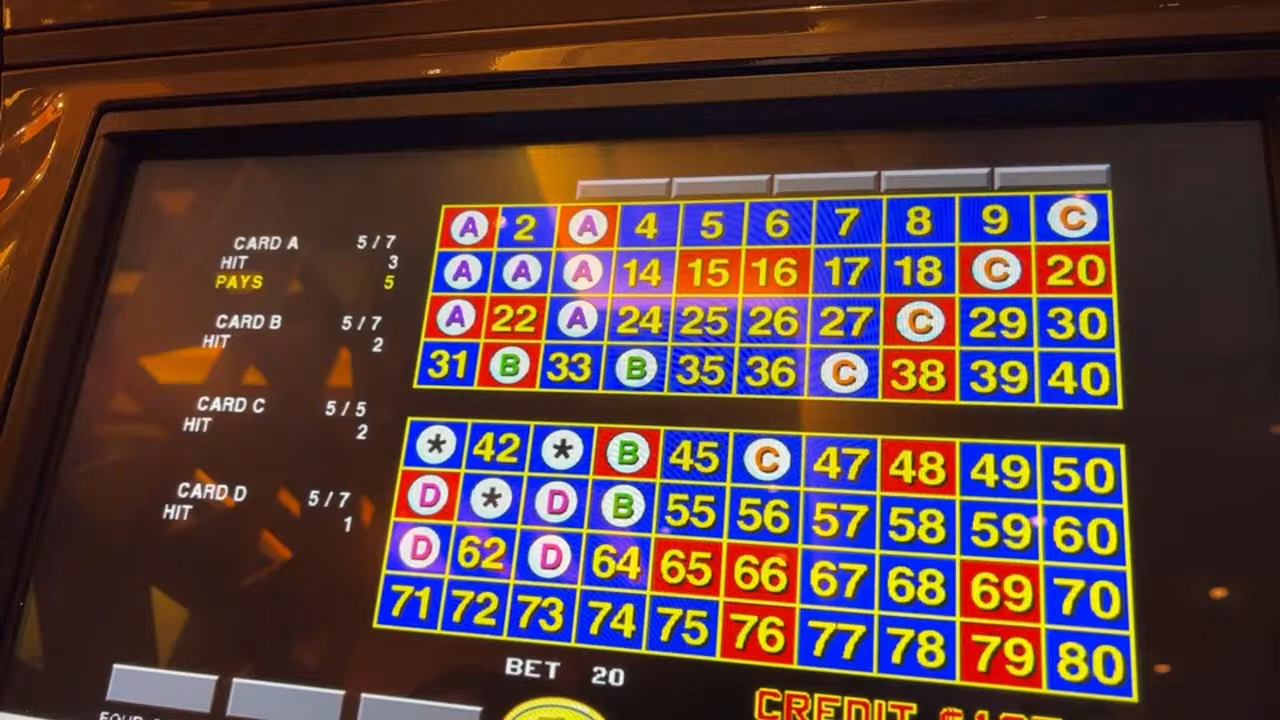 CARD A 5/7
HIT 3
PAYS 5
CARD B 5/7
HIT 2
CARD C 5/5
HIT 2
CARD D 5/7
HIT 1
A 2 A 4 5 6 7 8 9 C
A A A 14 15 16 17 18 C 20
A 22 A 24 25 26 27 C 29 30
31 B 33 B 35 36 C 38 39 40
* 42 * B 45 C 47 48 49 50
D * D B 55 56 57 58 59 60
D 62 D 64 65 66 67 68 69 70
71 72 73 74 75 76 77 78 79 80
BET 20
CREDIT